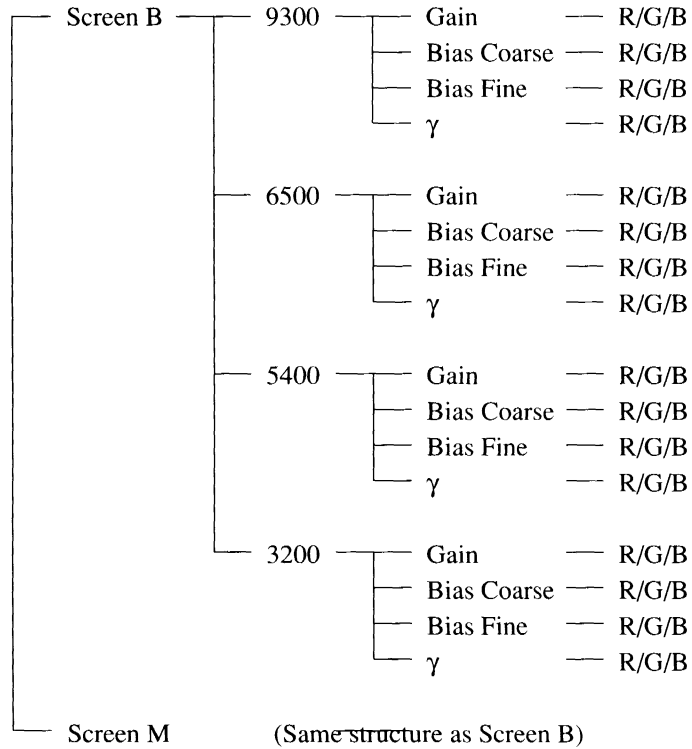 Screen B 9300 Gain R/G/B
Bias Coarse R/G/B
Bias Fine R/G/B
γ R/G/B
6500 Gain R/G/B
Bias Coarse R/G/B
Bias Fine R/G/B
γ R/G/B
5400 Gain R/G/B
Bias Coarse R/G/B
Bias Fine R/G/B
γ R/G/B
3200 Gain R/G/B
Bias Coarse R/G/B
Bias Fine R/G/B
γ R/G/B
Screen M (Same structure as Screen B)